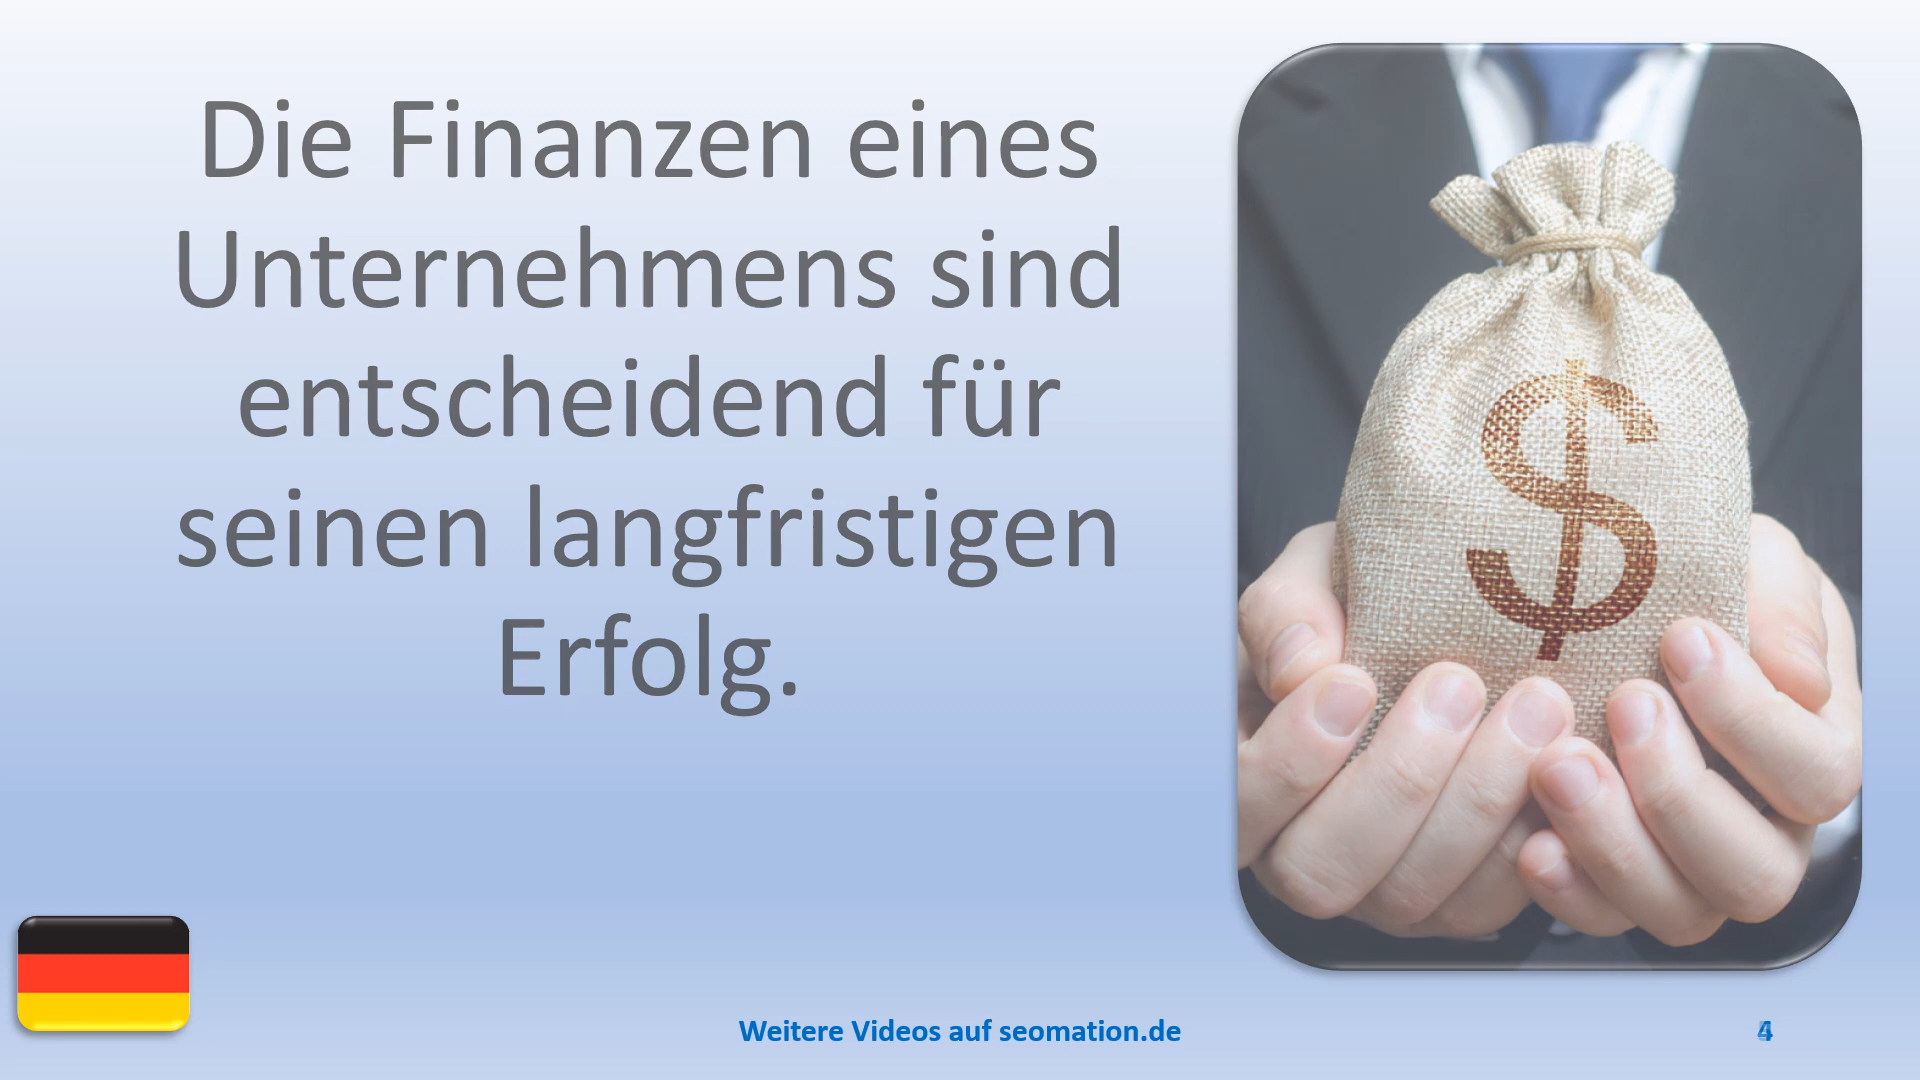 Die Finanzen eines
Unternehmens sind
entscheidend für
seinen langfristigen
Erfolg.
$
Weitere Videos auf seomation.de
4